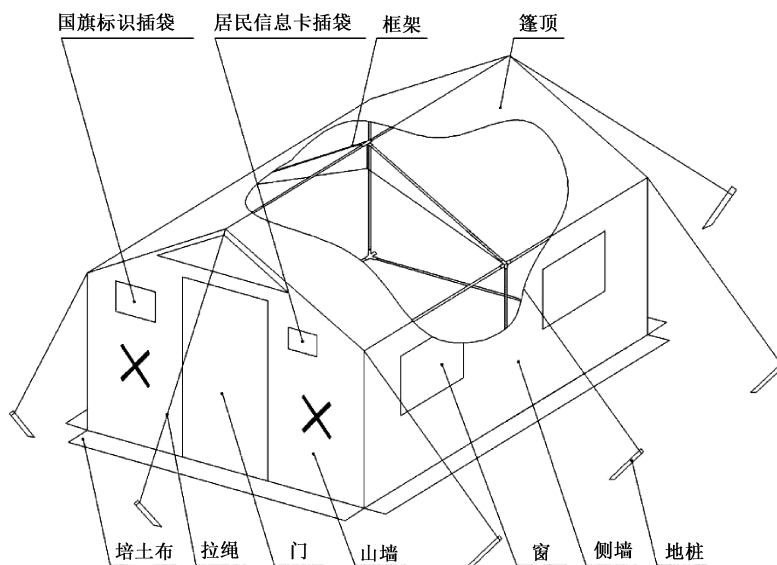 国旗标识插袋
居民信息卡插袋
框架
篷顶
培土布
拉绳
门
山墙
窗
侧墙
地桩